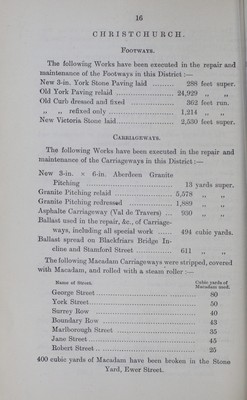 16
CHRISTCHURCH.
FOOTWAYS.
The following Works have been executed in the repair and
maintenance of the Footways in this District :—
New 3-in. York Stone Paving laid ......... 288 feet super.
Old York Paving relaid ......... 24,929 „ „
Old Curb dressed and fixed ......... 302 feet run.
„ „ refixed only ......... 1,214 „ „
New Victoria Stone laid ......... 2,530 feet super.
CARRIAGEWAYS.
The following Works have been executed in the repair and
maintenance of the Carriageways in this District :—
New 3-in. × 6-in. Aberdeen Granite
Pitching ......... 13 yards super.
Granite Pitching relaid ......... 5,578 „ „
Granite Pitching redressed ......... 1,889 „ „
Asphalte Carriageway (Val de Travers) ... 930 „ „
Ballast used in the repair, &c., of Carriage-
ways, including all special work ...... 494 cubic yards.
Ballast spread on Blackfriars Bridge In-
cline and Stamford Street ......... 611 „ „
The following Macadam Carriageways were stripped, covered
with Macadam, and rolled with a steam roller :—
Name of Street. Cubic yards of
Macadam used.
George Street ......... 80
York Street ......... 50
Surrey Row ......... 40
Boundary Row ......... 43
Marlborough Street ......... 35
Jane Street ......... 45
Robert Street ......... 25
400 cubic yards of Macadam have been broken in the Stone
Yard, Ewer Street.